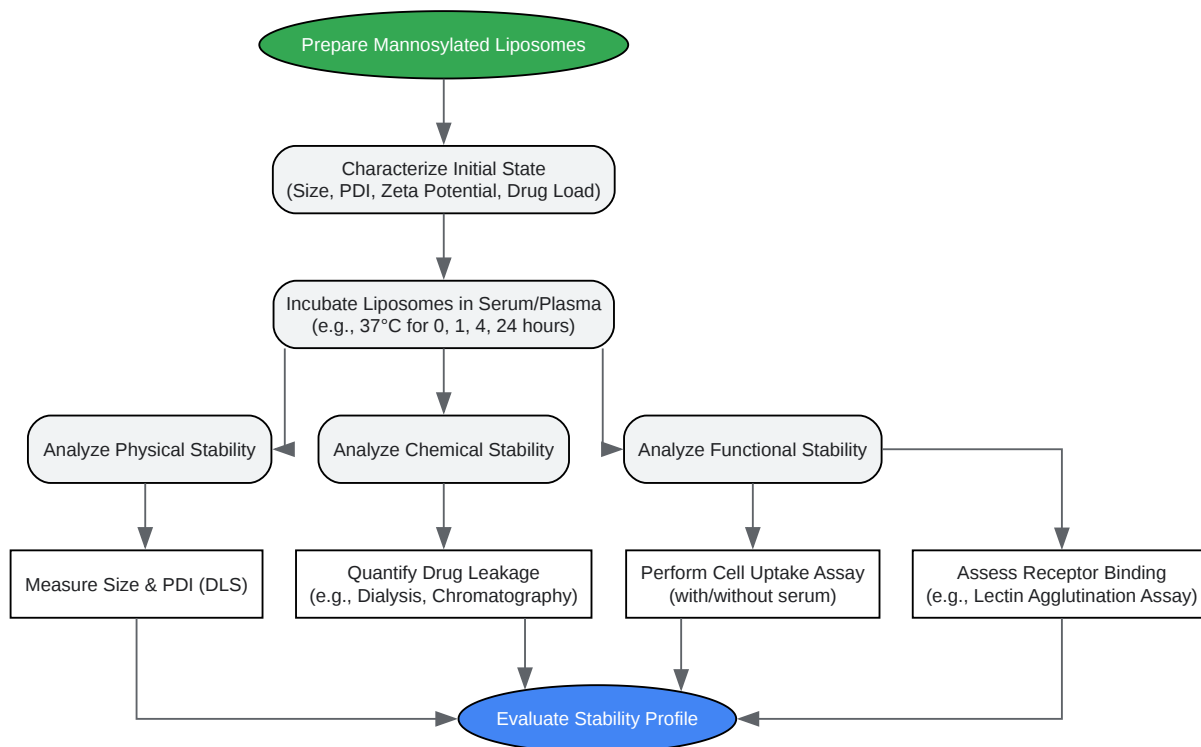 Prepare Mannosylated Liposomes
Characterize Initial State
(Size, PDI, Zeta Potential, Drug Load)
Incubate Liposomes in Serum/Plasma
(e.g., 37°C for 0, 1, 4, 24 hours)
Analyze Physical Stability
Analyze Chemical Stability
Analyze Functional Stability
Measure Size & PDI (DLS)
Quantify Drug Leakage
(e.g., Dialysis, Chromatography)
Perform Cell Uptake Assay
(with/without serum)
Assess Receptor Binding
(e.g., Lectin Agglutination Assay)
Evaluate Stability Profile